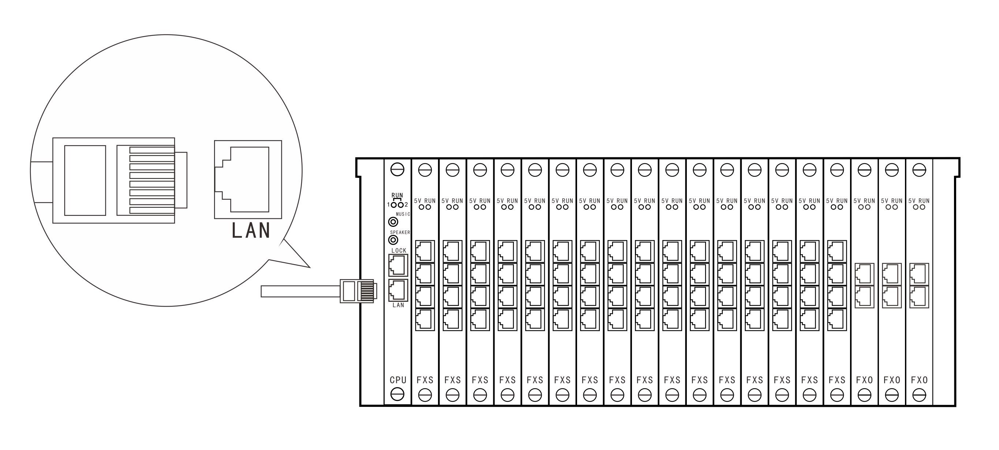 LAN
RUN
1 2
MUSIC
SPEAKER
LOCK
LAN
5V RUN 5V RUN 5V RUN 5V RUN 5V RUN 5V RUN 5V RUN 5V RUN 5V RUN 5V RUN 5V RUN 5V RUN 5V RUN 5V RUN 5V RUN 5V RUN 5V RUN 5V RUN 5V RUN
CPU FXS FXS FXS FXS FXS FXS FXS FXS FXS FXS FXS FXS FXS FXS FXS FXS FXO FXO FXO